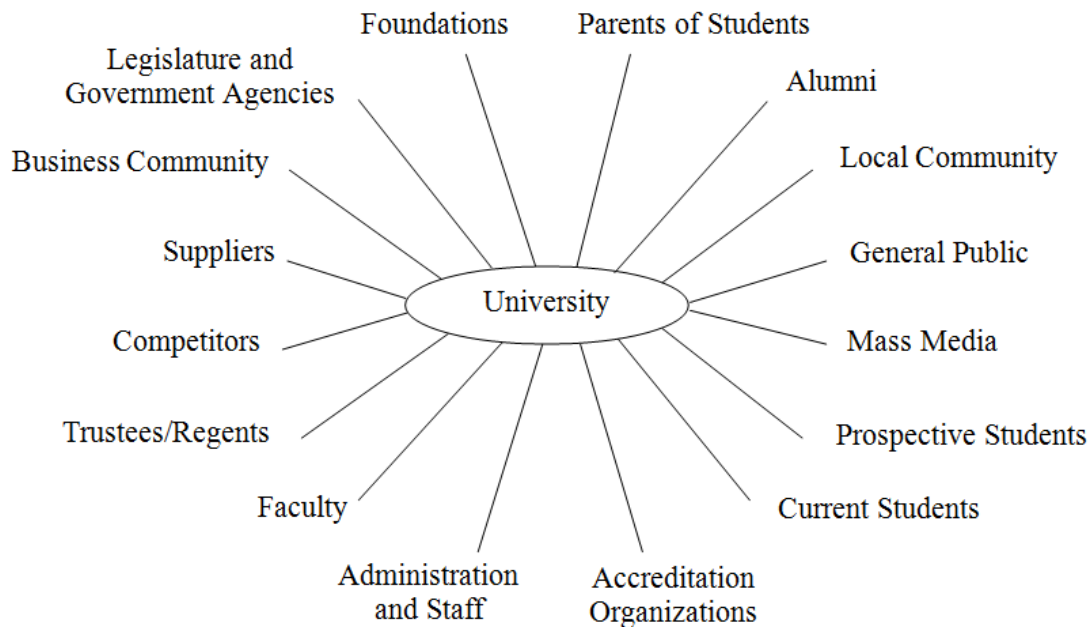 Foundations
Parents of Students
Legislature and
Government Agencies
Alumni
Business Community
Local Community
Suppliers
General Public
University
Competitors
Mass Media
Trustees/Regents
Prospective Students
Faculty
Current Students
Administration
and Staff
Accreditation
Organizations